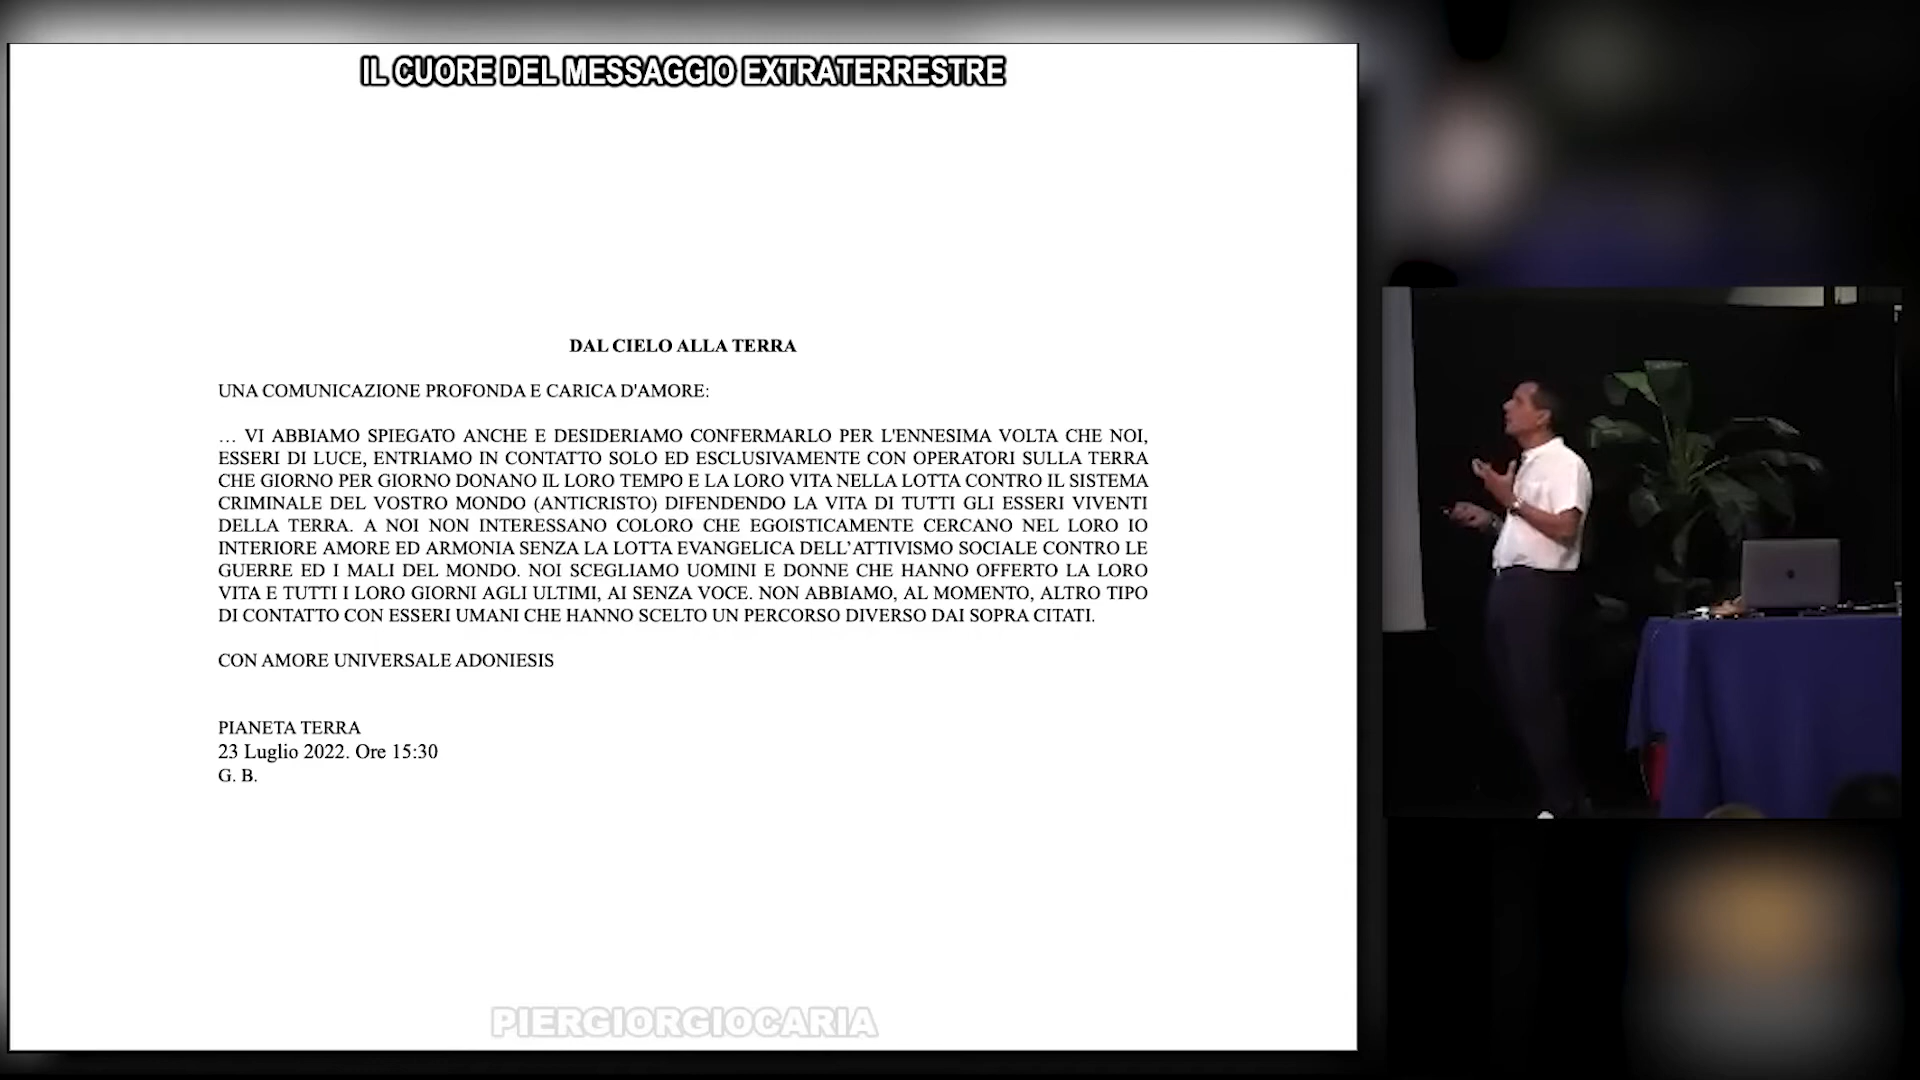 IL CUORE DEL MESSAGGIO EXTRATERRESTRE
DAL CIELO ALLA TERRA
UNA COMUNICAZIONE PROFONDA E CARICA D'AMORE:
… VI ABBIAMO SPIEGATO ANCHE E DESIDERIAMO CONFERMARLO PER L'ENNESIMA VOLTA CHE NOI,
ESSERI DI LUCE, ENTRIAMO IN CONTATTO SOLO ED ESCLUSIVAMENTE CON OPERATORI SULLA TERRA
CHE GIORNO PER GIORNO DONANO IL LORO TEMPO E LA LORO VITA NELLA LOTTA CONTRO IL SISTEMA
CRIMINALE DEL VOSTRO MONDO (ANTICRISTO) DIFENDENDO LA VITA DI TUTTI GLI ESSERI VIVENTI
DELLA TERRA. A NOI NON INTERESSANO COLORO CHE EGOISTICAMENTE CERCANO NEL LORO IO
INTERIORE AMORE ED ARMONIA SENZA LA LOTTA EVANGELICA DELL’ATTIVISMO SOCIALE CONTRO LE
GUERRE ED I MALI DEL MONDO. NOI SCEGLIAMO UOMINI E DONNE CHE HANNO OFFERTO LA LORO
VITA E TUTTI I LORO GIORNI AGLI ULTIMI, AI SENZA VOCE. NON ABBIAMO, AL MOMENTO, ALTRO TIPO
DI CONTATTO CON ESSERI UMANI CHE HANNO SCELTO UN PERCORSO DIVERSO DAI SOPRA CITATI.
CON AMORE UNIVERSALE ADONIESIS
PIANETA TERRA
23 Luglio 2022. Ore 15:30
G. B.
PIERGIORGIOCARIA